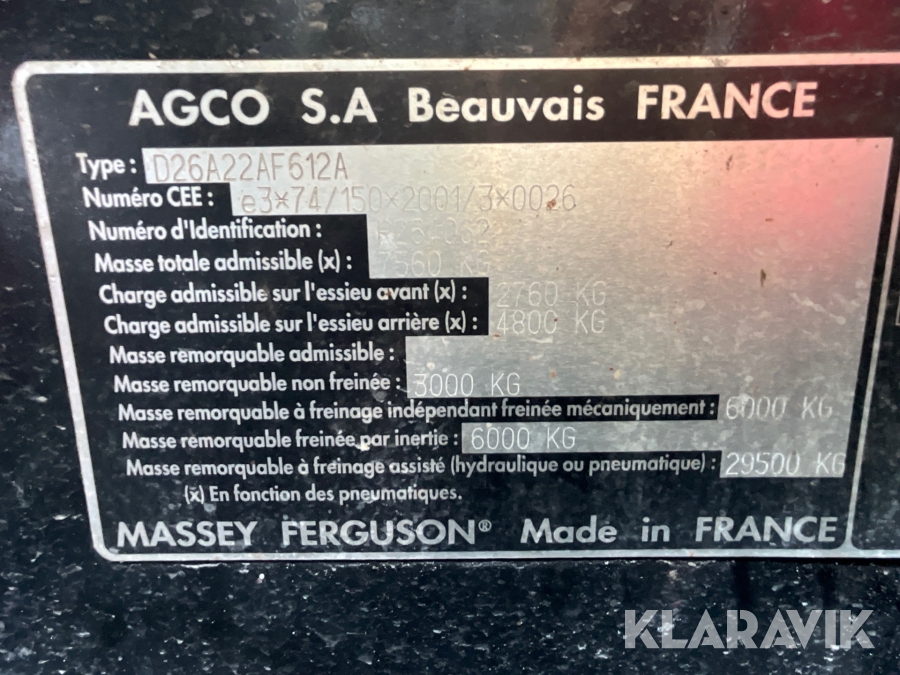 AGCO S.A Beauvais FRANCE
Type : D26A22AF612A
Numéro CEE : e3*74/150*2001/3*0026
Numéro d'Identification :
Masse totale admissible (x) : 7560 KG
Charge admissible sur l'essieu avant (x) : 2760 KG
Charge admissible sur l'essieu arrière (x) : 4800 KG
Masse remorquable admissible :
Masse remorquable non freinée : 3000 KG
Masse remorquable à freinage indépendant freinée mécaniquement : 6000 KG
Masse remorquable freinée par inertie : 6000 KG
Masse remorquable à freinage assisté (hydraulique ou pneumatique) : 29500 KG
(x) En fonction des pneumatiques.
MASSEY FERGUSON® Made in FRANCE
KLARAVIK